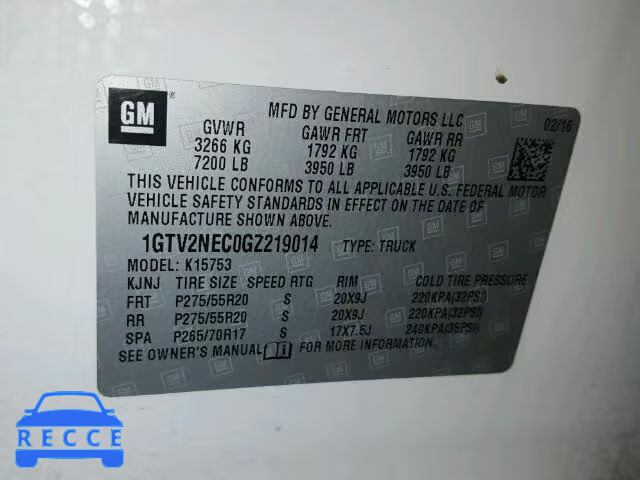 GM
®
MFD BY GENERAL MOTORS LLC
02/16
GVWR GAWR FRT GAWR RR
3266 KG 1792 KG 1792 KG
7200 LB 3950 LB 3950 LB
THIS VEHICLE CONFORMS TO ALL APPLICABLE U.S. FEDERAL MOTOR
VEHICLE SAFETY STANDARDS IN EFFECT ON THE DATE OF
MANUFACTURE SHOWN ABOVE.
1GTV2NEC0GZ219014 TYPE: TRUCK
MODEL: K15753
KJNJ TIRE SIZE SPEED RTG RIM COLD TIRE PRESSURE
FRT P275/55R20 S 20X9J 220KPA(32PSI)
RR P275/55R20 S 20X9J 220KPA(32PSI)
SPA P265/70R17 S 17X7.5J 240KPA(35PSI)
SEE OWNER'S MANUAL FOR MORE INFORMATION
RECCE